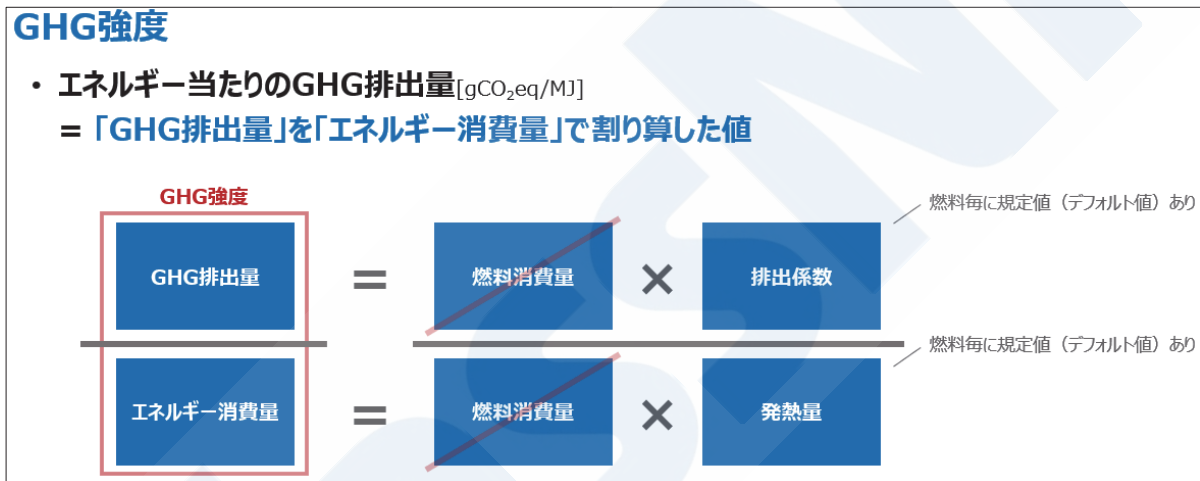 GHG強度
・ エネルギー当たりのGHG排出量[gCO₂eq/MJ]
= 「GHG排出量」を「エネルギー消費量」で割り算した値
GHG強度
燃料毎に規定値（デフォルト値）あり
GHG排出量 = 燃料消費量 × 排出係数
燃料毎に規定値（デフォルト値）あり
エネルギー消費量 = 燃料消費量 × 発熱量